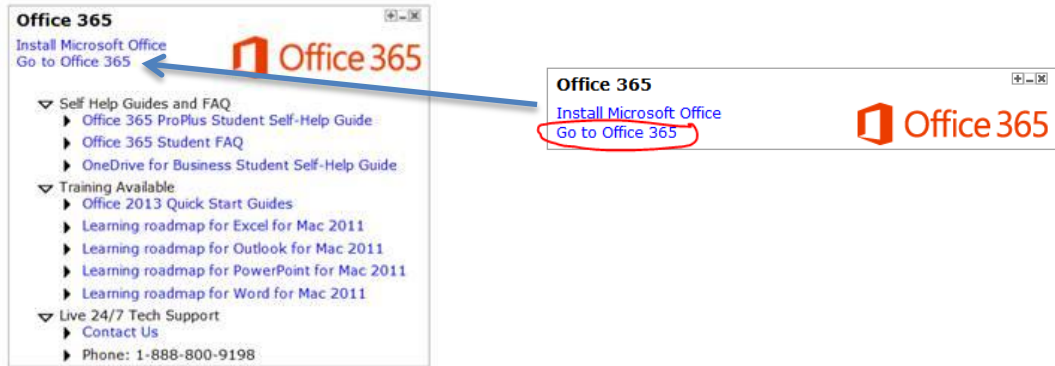 Office 365
Install Microsoft Office
Go to Office 365
Office 365
Self Help Guides and FAQ
Office 365 ProPlus Student Self-Help Guide
Office 365 Student FAQ
OneDrive for Business Student Self-Help Guide
Training Available
Office 2013 Quick Start Guides
Learning roadmap for Excel for Mac 2011
Learning roadmap for Outlook for Mac 2011
Learning roadmap for PowerPoint for Mac 2011
Learning roadmap for Word for Mac 2011
Live 24/7 Tech Support
Contact Us
Phone: 1-888-800-9198
Office 365
Install Microsoft Office
Go to Office 365
Office 365